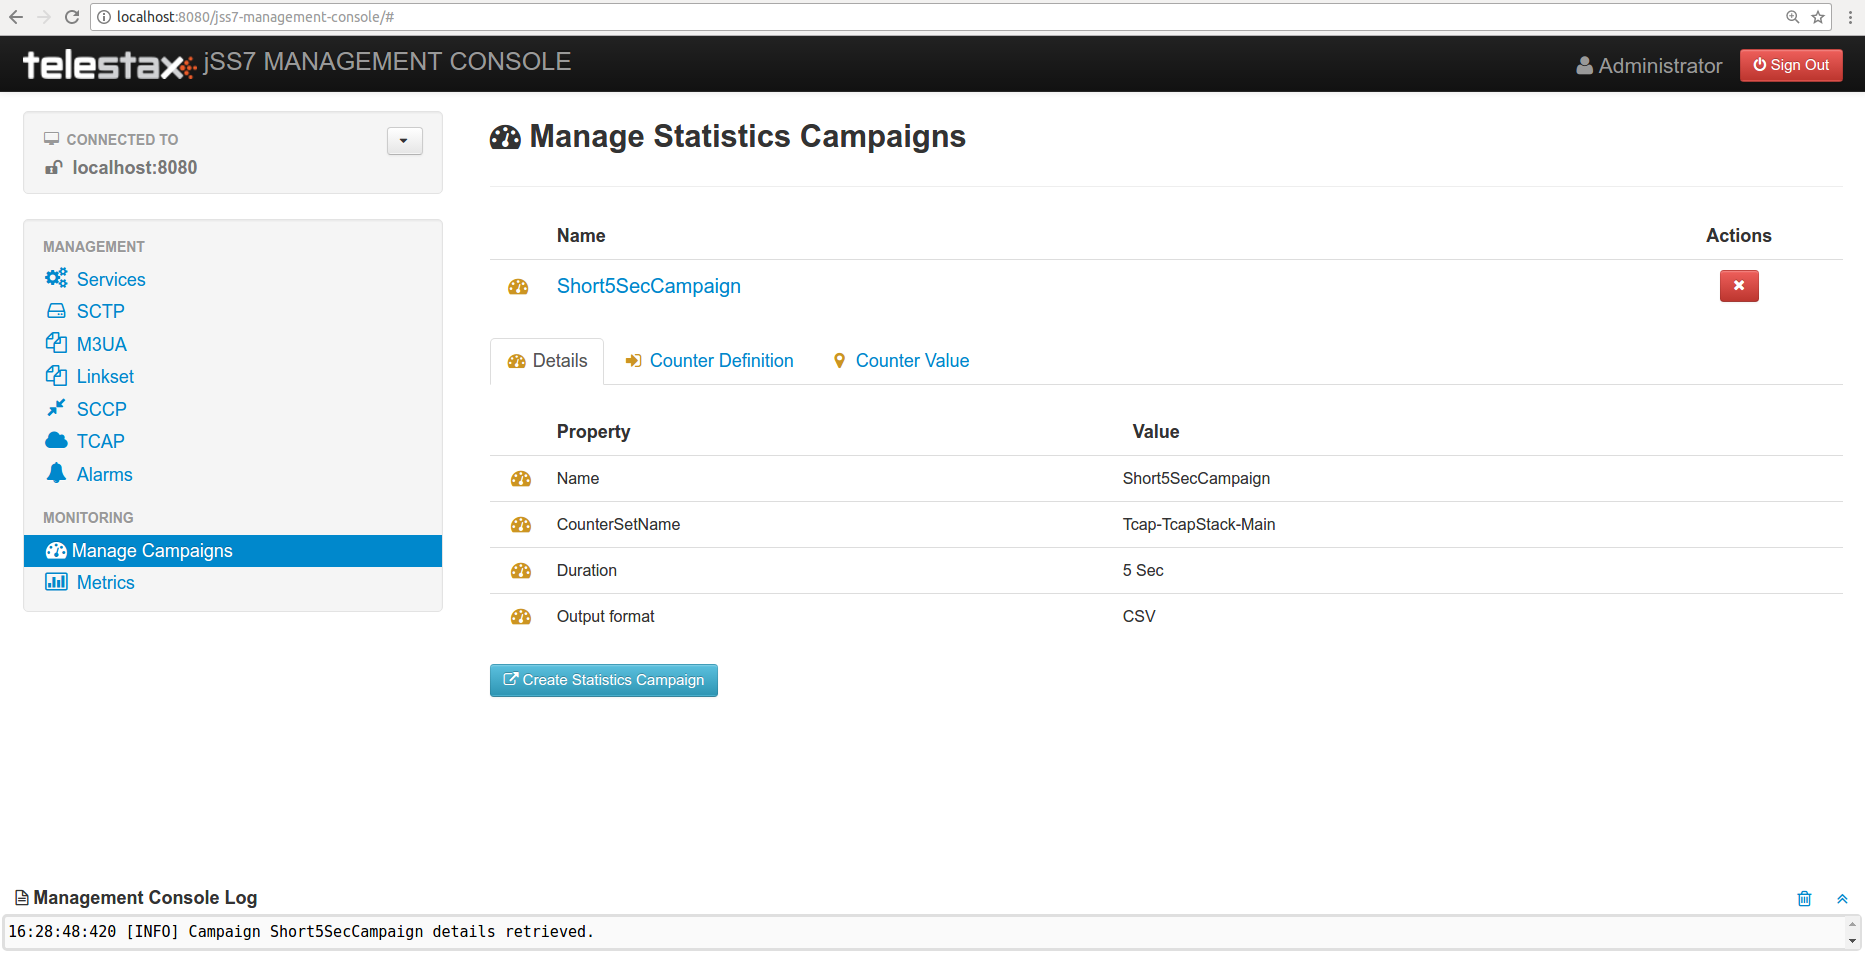 localhost:8080/jss7-management-console/#
telestax jSS7 MANAGEMENT CONSOLE
Administrator
Sign Out
CONNECTED TO
localhost:8080
MANAGEMENT
Services
SCTP
M3UA
Linkset
SCCP
TCAP
Alarms
MONITORING
Manage Campaigns
Metrics
Manage Statistics Campaigns
Name Actions
Short5SecCampaign
Details Counter Definition Counter Value
Property Value
Name Short5SecCampaign
CounterSetName Tcap-TcapStack-Main
Duration 5 Sec
Output format CSV
Create Statistics Campaign
Management Console Log
16:28:48:420 [INFO] Campaign Short5SecCampaign details retrieved.